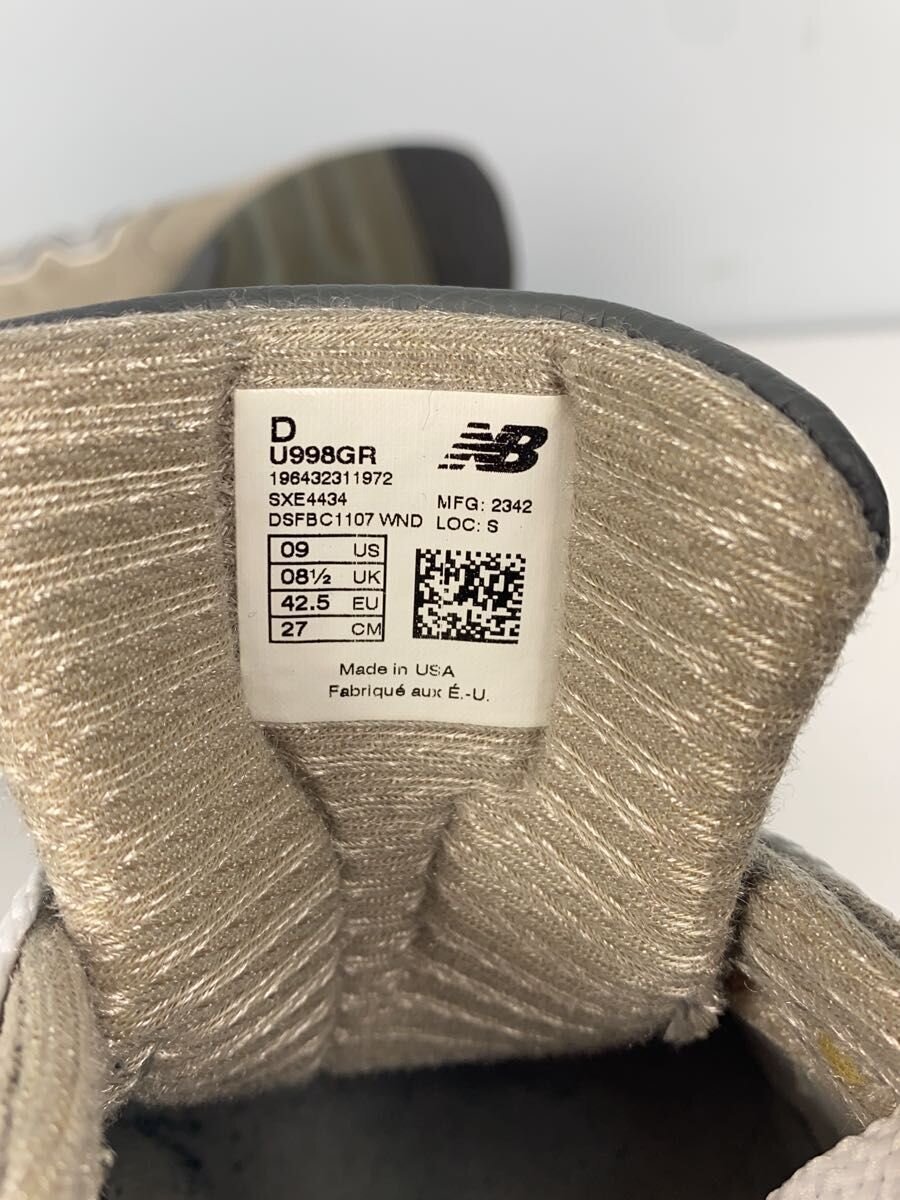 D
U998GR
196432311972
SXE4434
DSFBC1107 WND
NB
MFG: 2342
LOC: S
09 US
08½ UK
42.5 EU
27 CM
Made in USA
Fabriqué aux É.-U.